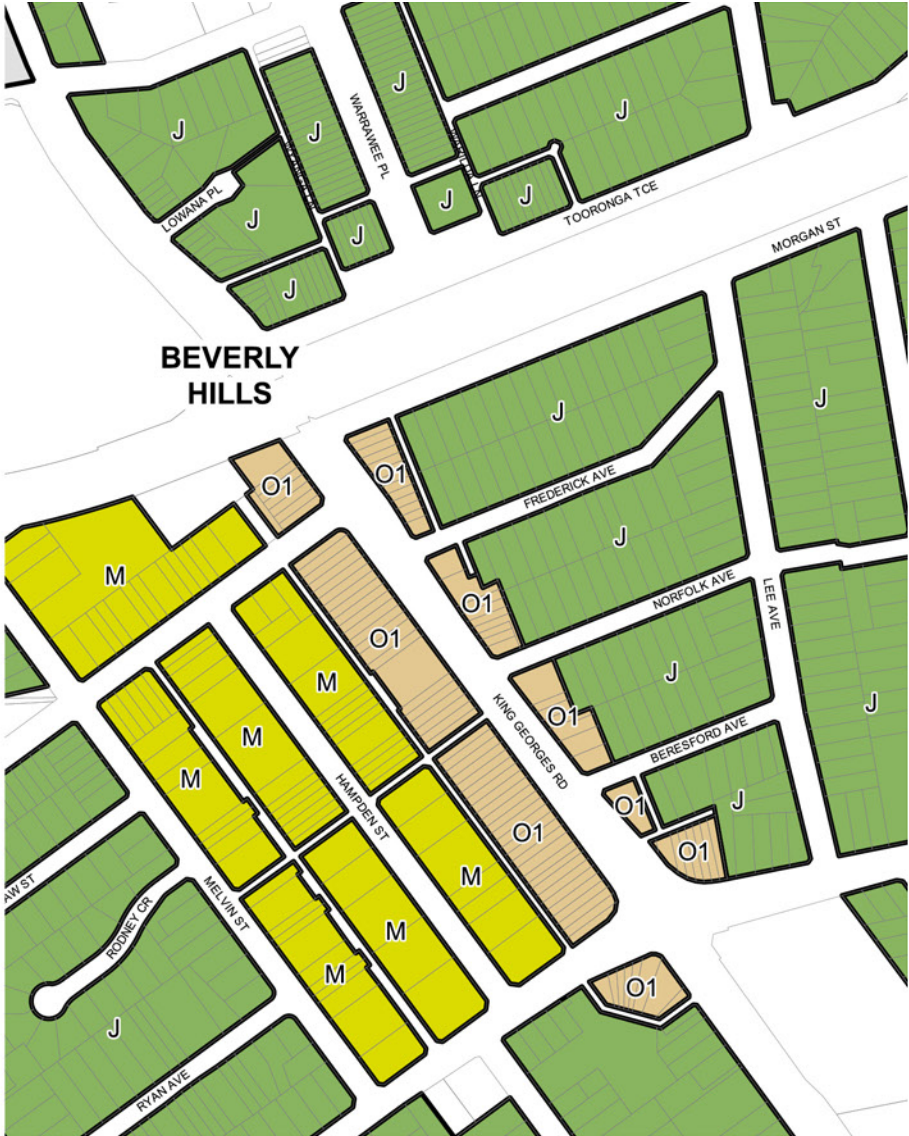 J
WARRAWEE PL
J
J
J
LOWANA PL
J
J
J
J
TOORONGA TCE
J
J
MORGAN ST
BEVERLY
HILLS
J
J
O1
O1
FREDERICK AVE
J
M
O1
NORFOLK AVE
LEE AVE
O1
J
M
O1
J
M
M
KING GEORGES RD
BERESFORD AVE
HAMPDEN ST
O1
J
O1
O1
M
MELVIN ST
AW ST
RODNEY CR
M
M
O1
J
RYAN AVE